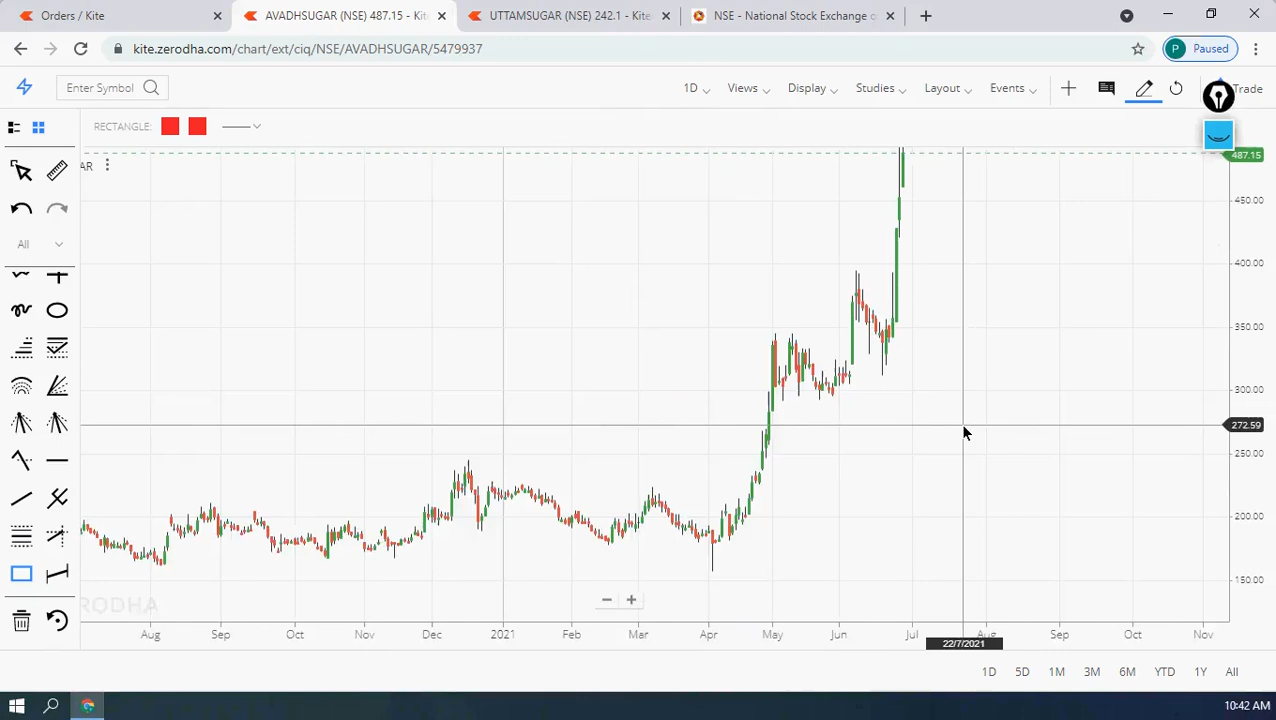 Orders / Kite
AVADHSUGAR (NSE) 487.15 - Kite
UTTAMSUGAR (NSE) 242.1 - Kite
NSE - National Stock Exchange o
kite.zerodha.com/chart/ext/ciq/NSE/AVADHSUGAR/5479937
P Paused
Enter Symbol
1D Views Display Studies Layout Events Trade
RECTANGLE:
AR
All
487.15
450.00
400.00
350.00
300.00
272.59
250.00
200.00
150.00
ERODHA
Aug Sep Oct Nov Dec 2021 Feb Mar Apr May Jun Jul Aug Sep Oct Nov
22/7/2021
1D 5D 1M 3M 6M YTD 1Y All
10:42 AM